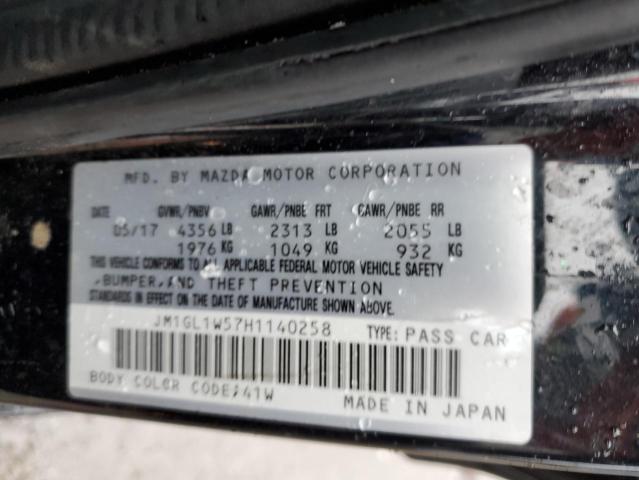 MFD. BY MAZDA MOTOR CORPORATION
DATE GVWR/PNBV GAWR/PNBE FRT GAWR/PNBE RR
05/17 4356 LB 2313 LB 2055 LB
1976 KG 1049 KG 932 KG
THIS VEHICLE CONFORMS TO ALL APPLICABLE FEDERAL MOTOR VEHICLE SAFETY
,BUMPER,AND THEFT PREVENTION
STANDARDS IN EFFECT ON THE DATE OF MANUFACTURE SHOWN ABOVE.
JM1GL1W57H1140258 TYPE: PASS CAR
BODY COLOR CODE;41W MADE IN JAPAN